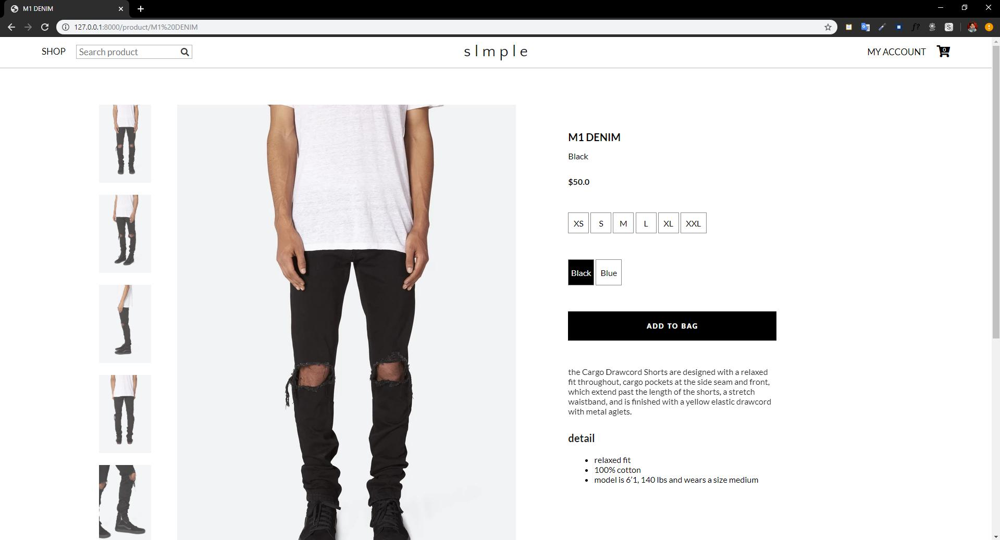 M1 DENIM
127.0.0.1:8000/product/M1%20DENIM
f?
S
SHOP
Search product
sImple
MY ACCOUNT
0
M1 DENIM
Black
$50.0
XS S M L XL XXL
Black Blue
ADD TO BAG
the Cargo Drawcord Shorts are designed with a relaxed
fit throughout, cargo pockets at the side seam and front,
which extend past the length of the shorts, a stretch
waistband, and is finished with a yellow elastic drawcord
with metal aglets.
detail
• relaxed fit
• 100% cotton
• model is 6’1, 140 lbs and wears a size medium